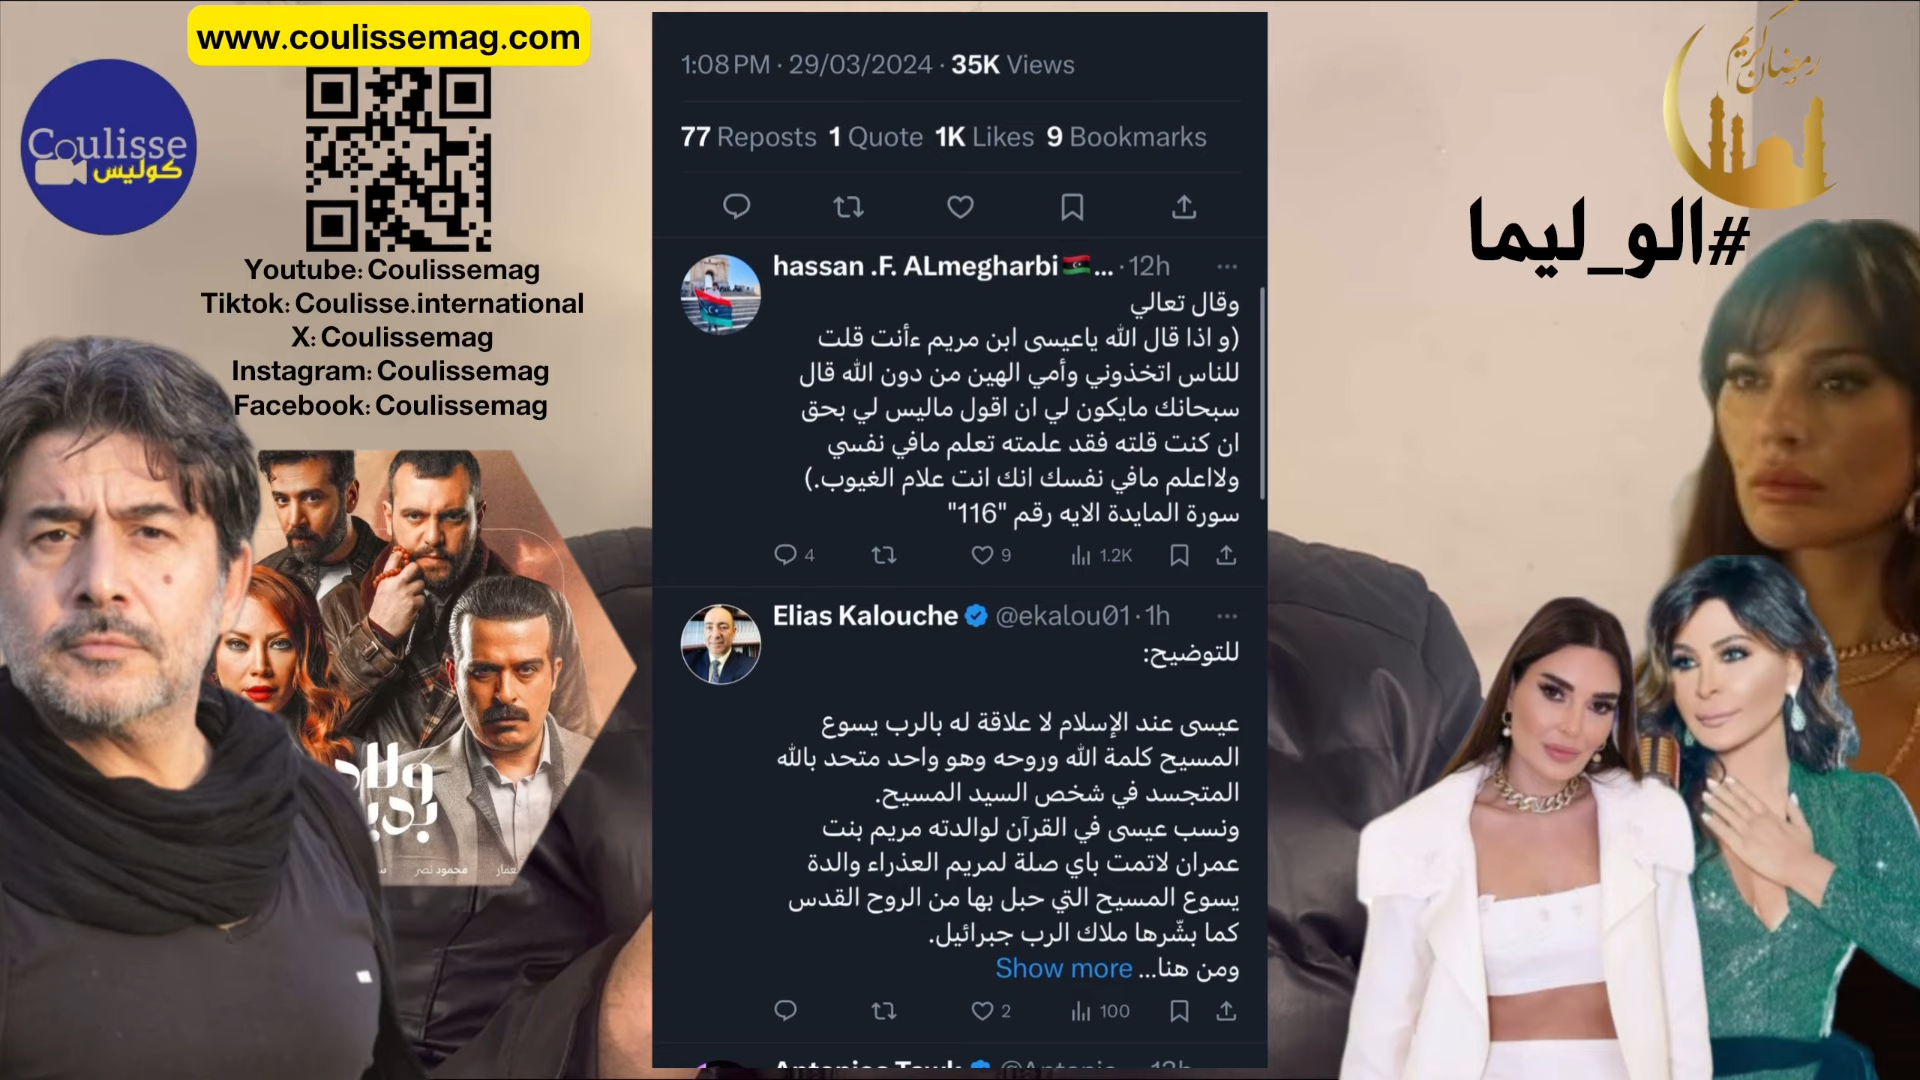 www.coulissemag.com
Coulisse
كوليس
Youtube: Coulissemag
Tiktok: Coulisse.international
X: Coulissemag
Instagram: Coulissemag
Facebook: Coulissemag
ولاد
بديعة
محمود نصر
1:08 PM · 29/03/2024 · 35K Views
77 Reposts 1 Quote 1K Likes 9 Bookmarks
hassan .F. ALmegharbi🇱🇾... · 12h
وقال تعالي
(و اذا قال الله ياعيسى ابن مريم ءأنت قلت
للناس اتخذوني وأمي الهين من دون الله قال
سبحانك مايكون لي ان اقول ماليس لي بحق
ان كنت قلته فقد علمته تعلم مافي نفسي
ولااعلم مافي نفسك انك انت علام الغيوب.)
سورة المايدة الايه رقم "116"
4 9 1.2K
Elias Kalouche @ekalou01 · 1h
للتوضيح:
عيسى عند الإسلام لا علاقة له بالرب يسوع
المسيح كلمة الله وروحه وهو واحد متحد بالله
المتجسد في شخص السيد المسيح.
ونسب عيسى في القرآن لوالدته مريم بنت
عمران لاتمت باي صلة لمريم العذراء والدة
يسوع المسيح التي حبل بها من الروح القدس
كما بشّرها ملاك الرب جبرائيل.
ومن هنا... Show more
2 100
رمضان كريم
#الو_ليما